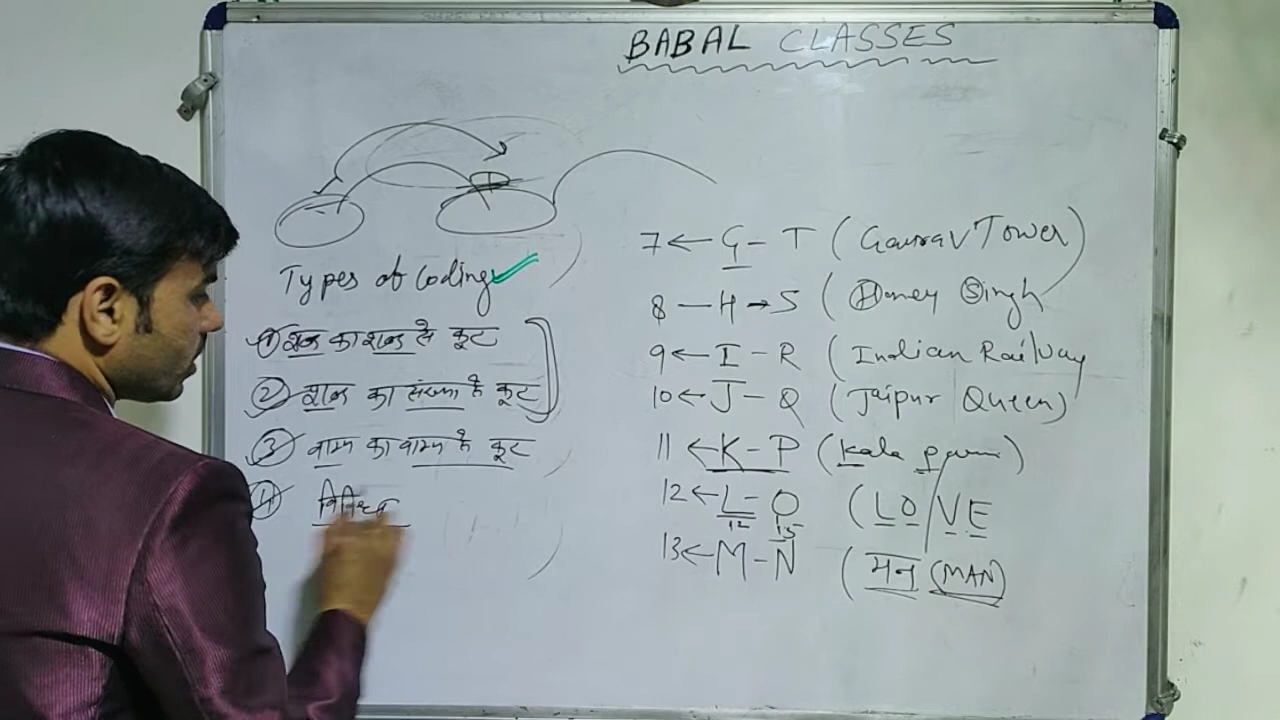 BABAL CLASSES
Types of Coding ✓
① शब्द का शब्द से कूट
② शब्द का संख्या से कूट
③ वाक्य का वाक्य से कूट
④
7 ← G - T (Gaurav Tower)
8 — H → S (Honey Singh
9 ← I - R (Indian Railway
10 ← J - Q (Jaipur Queen)
11 ← K - P (Kala
12 ← L - O (LOVE
12 15
13 ← M - N (मन (MAN)